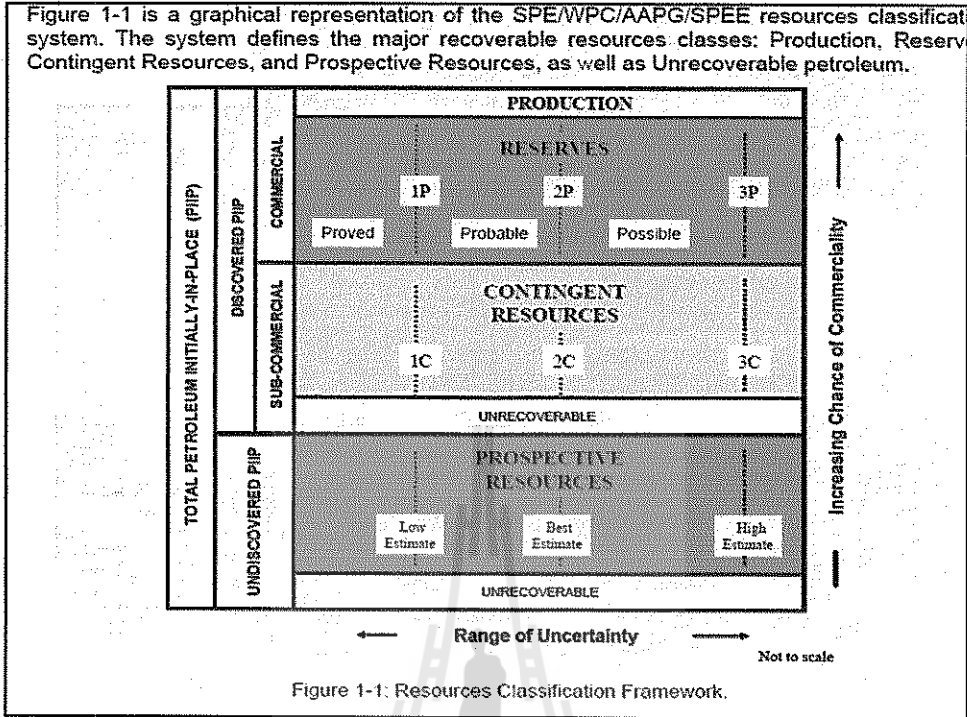 Figure 1-1 is a graphical representation of the SPE/WPC/AAPG/SPEE resources classificati
system. The system defines the major recoverable resources classes: Production, Reserv
Contingent Resources, and Prospective Resources, as well as Unrecoverable petroleum.
TOTAL PETROLEUM INITIALLY-IN-PLACE (PIIP)
DISCOVERED PIIP
UNDISCOVERED PIIP
COMMERCIAL
SUB-COMMERCIAL
PRODUCTION
RESERVES
1P 2P 3P
Proved Probable Possible
CONTINGENT
RESOURCES
1C 2C 3C
UNRECOVERABLE
PROSPECTIVE
RESOURCES
Low Estimate
Best Estimate
High Estimate
UNRECOVERABLE
Increasing Chance of Commerciality
Range of Uncertainty
Not to scale
Figure 1-1: Resources Classification Framework.